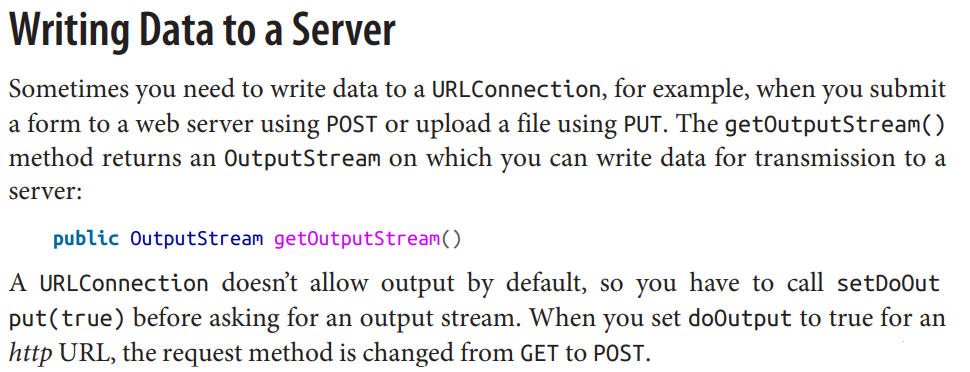 Writing Data to a Server
Sometimes you need to write data to a URLConnection, for example, when you submit
a form to a web server using POST or upload a file using PUT. The getOutputStream()
method returns an OutputStream on which you can write data for transmission to a
server:
public OutputStream getOutputStream()
A URLConnection doesn’t allow output by default, so you have to call setDoOut
put(true) before asking for an output stream. When you set doOutput to true for an
http URL, the request method is changed from GET to POST.